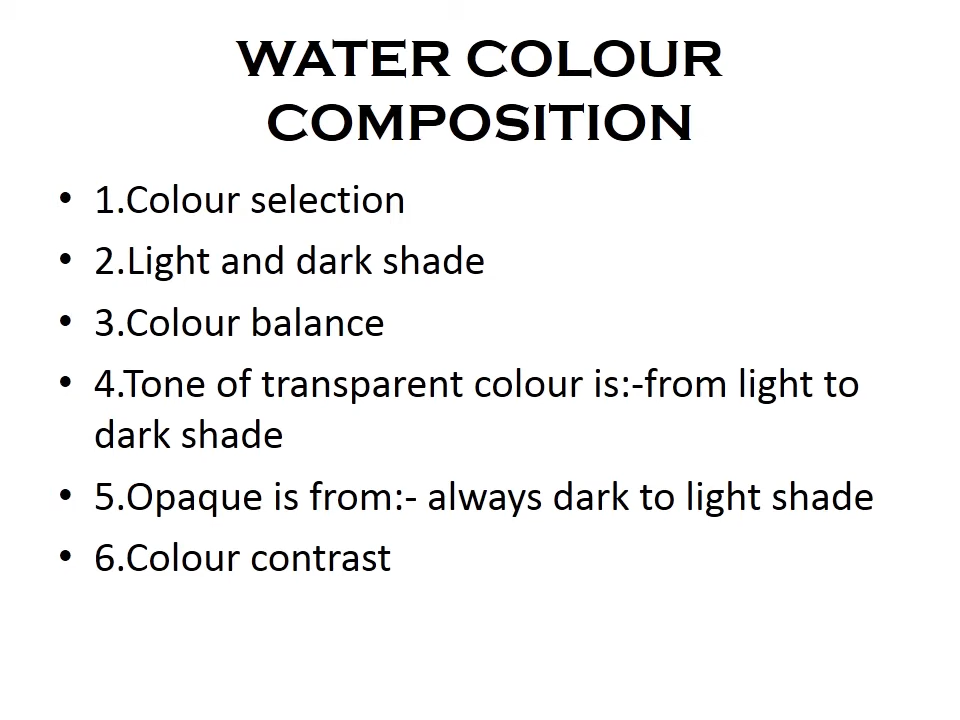 WATER COLOUR
COMPOSITION
• 1.Colour selection
• 2.Light and dark shade
• 3.Colour balance
• 4.Tone of transparent colour is:-from light to
dark shade
• 5.Opaque is from:- always dark to light shade
• 6.Colour contrast